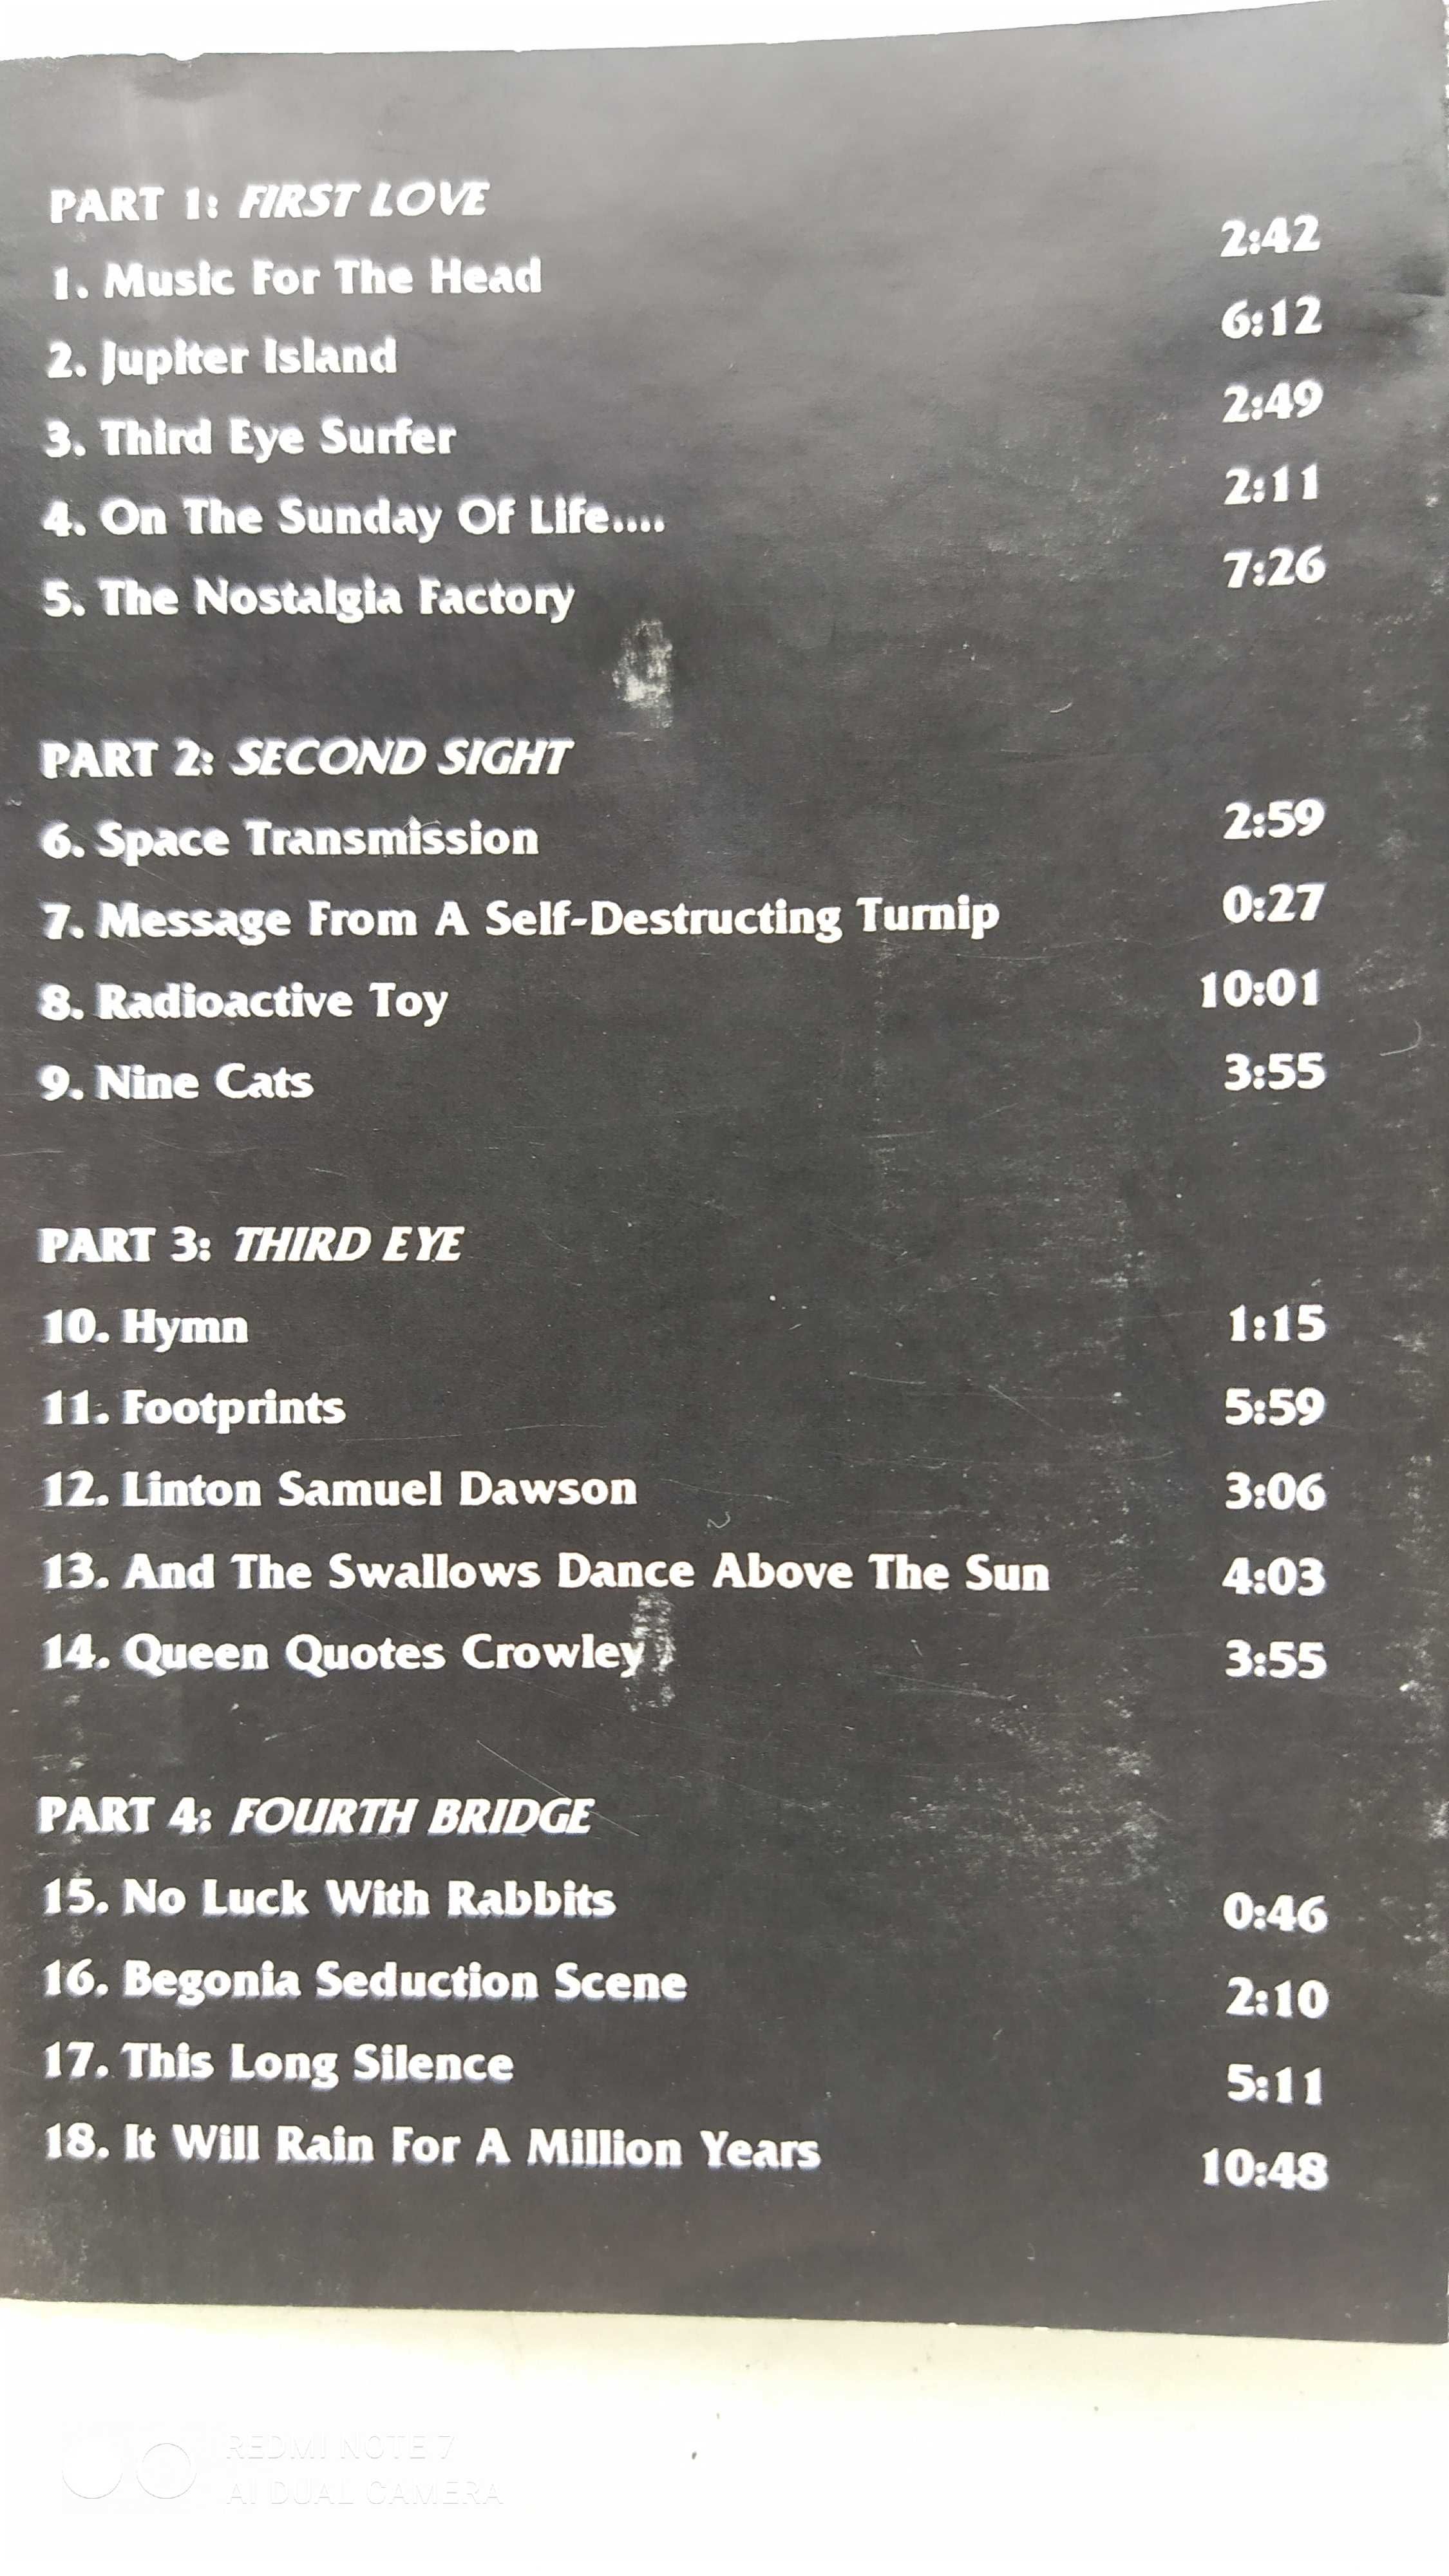 PART 1: FIRST LOVE
1. Music For The Head 2:42
2. Jupiter Island 6:12
3. Third Eye Surfer 2:49
4. On The Sunday Of Life.... 2:11
5. The Nostalgia Factory 7:26
PART 2: SECOND SIGHT
6. Space Transmission 2:59
7. Message From A Self-Destructing Turnip 0:27
8. Radioactive Toy 10:01
9. Nine Cats 3:55
PART 3: THIRD EYE
10. Hymn 1:15
11. Footprints 5:59
12. Linton Samuel Dawson 3:06
13. And The Swallows Dance Above The Sun 4:03
14. Queen Quotes Crowley 3:55
PART 4: FOURTH BRIDGE
15. No Luck With Rabbits 0:46
16. Begonia Seduction Scene 2:10
17. This Long Silence 5:11
18. It Will Rain For A Million Years 10:48
REDMI NOTE 7
AI DUAL CAMERA